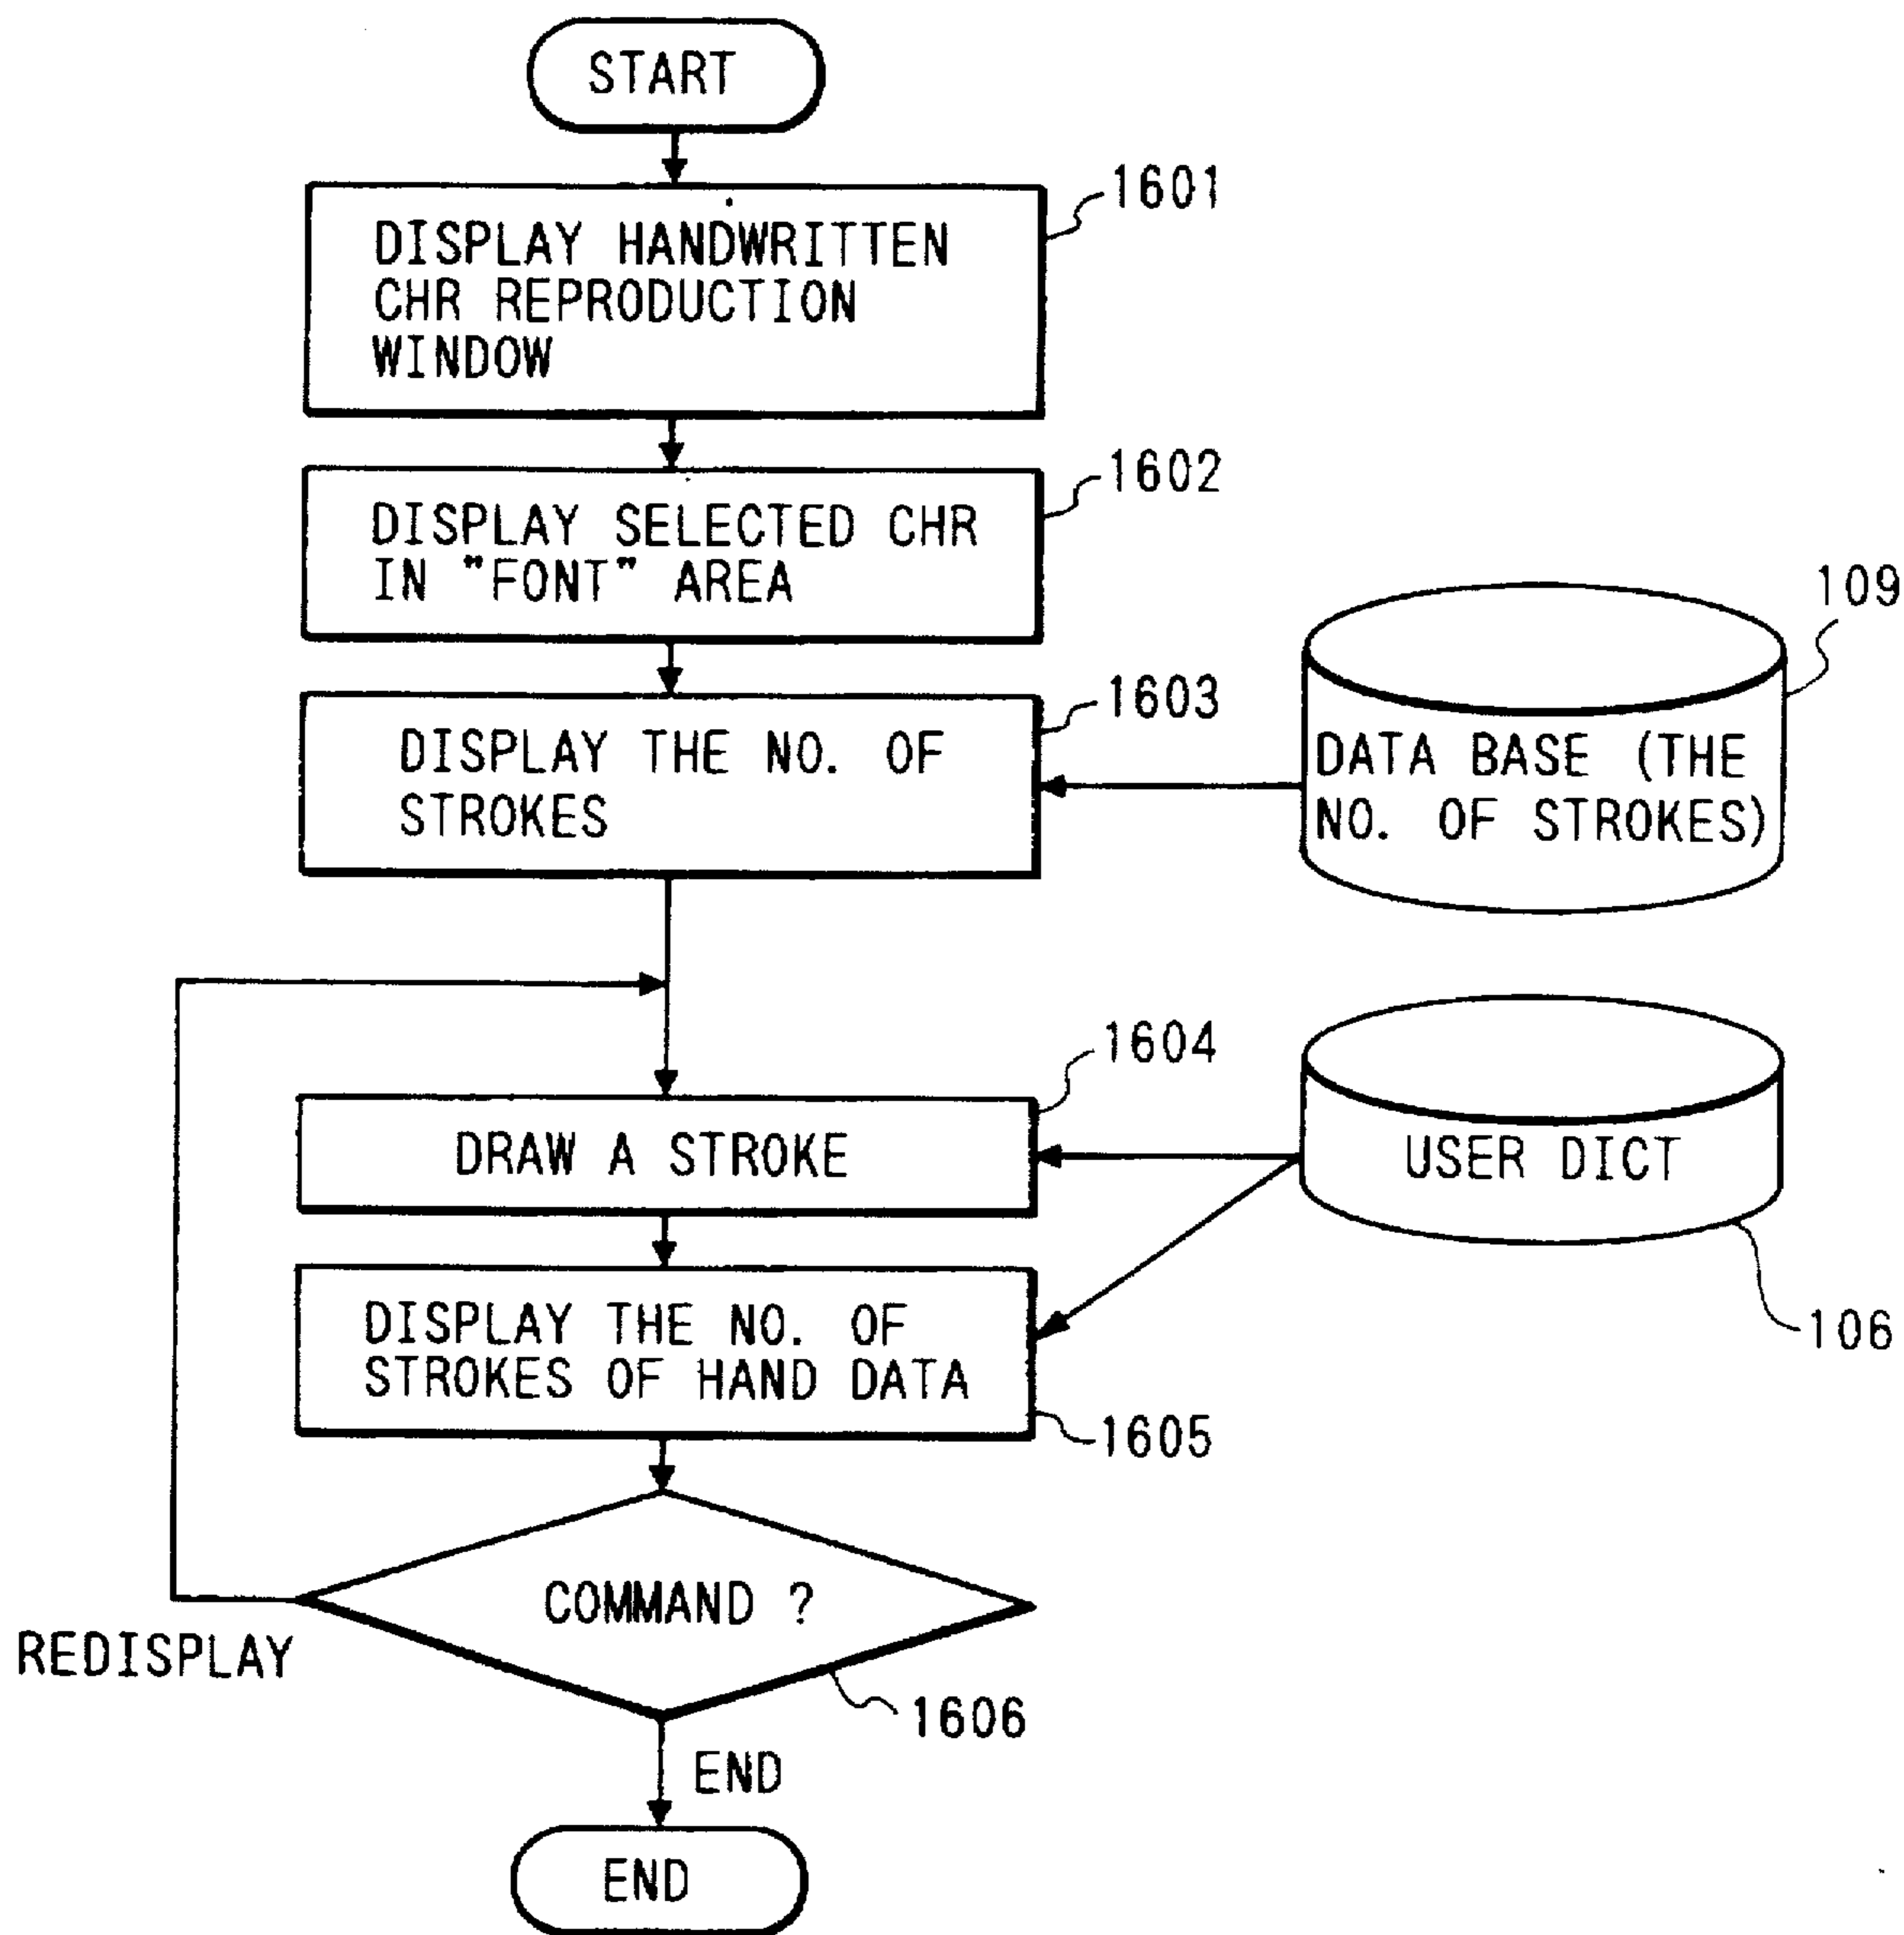 START
1601
DISPLAY HANDWRITTEN
CHR REPRODUCTION
WINDOW
1602
DISPLAY SELECTED CHR
IN "FONT" AREA
109
1603
DISPLAY THE NO. OF
STROKES
DATA BASE (THE
NO. OF STROKES)
1604
DRAW A STROKE
USER DICT
DISPLAY THE NO. OF
STROKES OF HAND DATA
106
1605
COMMAND ?
REDISPLAY
1606
END
END